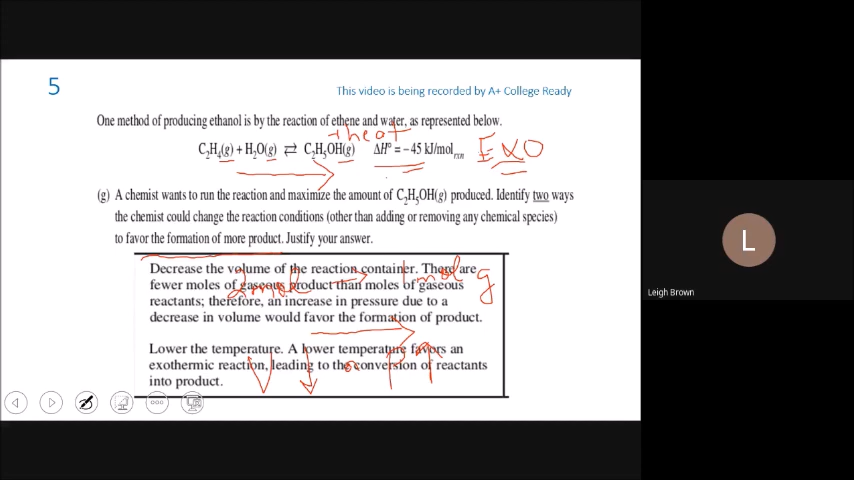 5
This video is being recorded by A+ College Ready
One method of producing ethanol is by the reaction of ethene and water, as represented below.
+heat
C₂H₄(g) + H₂O(g) ⇄ C₂H₅OH(g) ΔH° = −45 kJ/molᵣₓₙ EXO
(g) A chemist wants to run the reaction and maximize the amount of C₂H₅OH(g) produced. Identify two ways
the chemist could change the reaction conditions (other than adding or removing any chemical species)
to favor the formation of more product. Justify your answer.
Decrease the volume of the reaction container. There are
fewer moles of gaseous product than moles of gaseous
2mol → 1mol g
reactants; therefore, an increase in pressure due to a
decrease in volume would favor the formation of product.
Lower the temperature. A lower temperature favors an
exothermic reaction, leading to the conversion of reactants
into product.
L
Leigh Brown